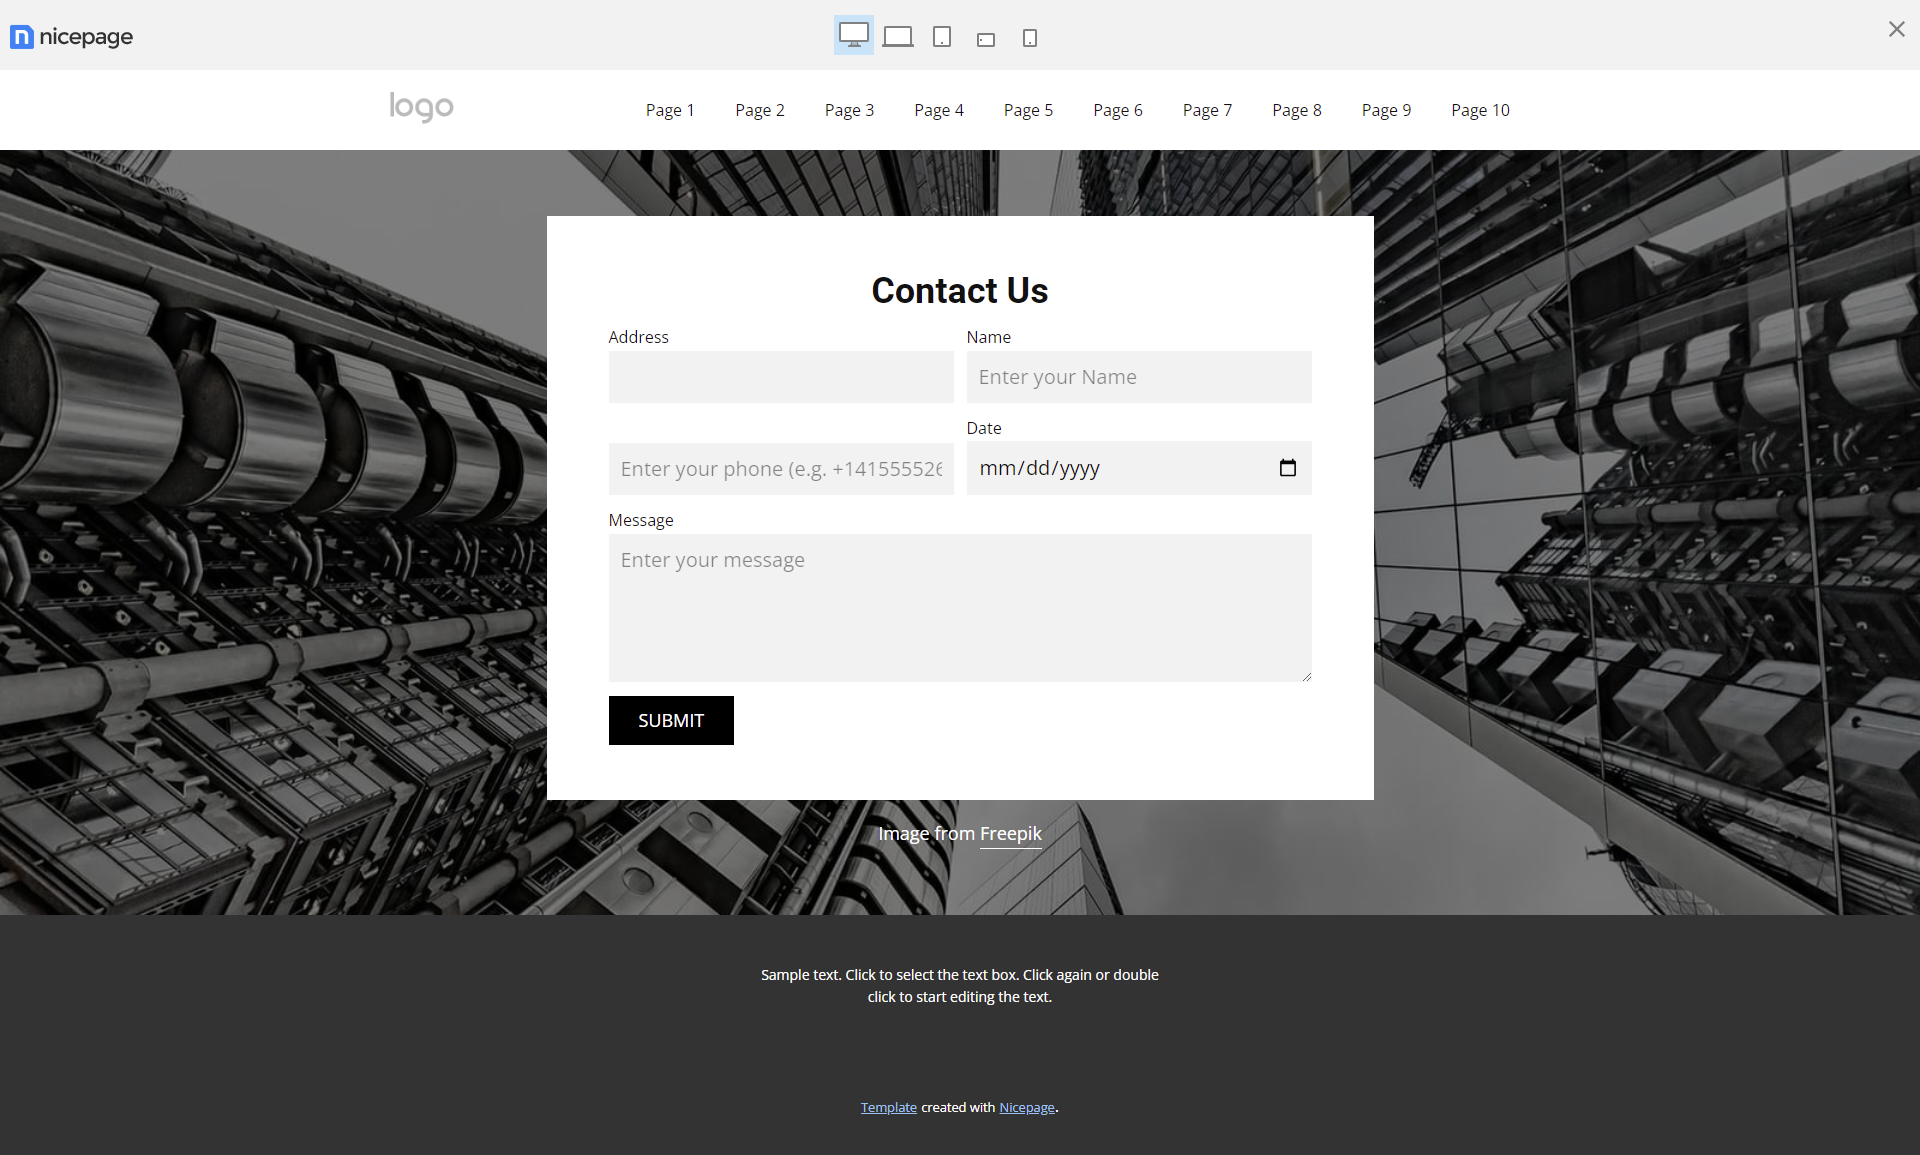 nicepage
logo
Page 1
Page 2
Page 3
Page 4
Page 5
Page 6
Page 7
Page 8
Page 9
Page 10
Contact Us
Address
Name
Enter your Name
Date
Enter your phone (e.g. +141555526
mm/dd/yyyy
Message
Enter your message
SUBMIT
Image from Freepik
Sample text. Click to select the text box. Click again or double
click to start editing the text.
Template created with Nicepage.